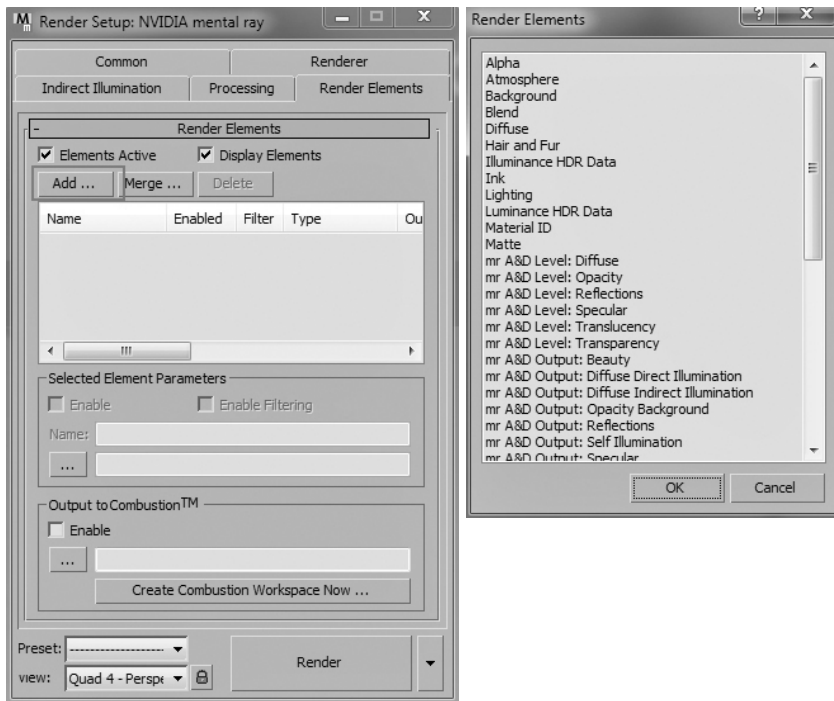 Render Setup: NVIDIA mental ray
Common
Renderer
Indirect Illumination
Processing
Render Elements
- Render Elements
Elements Active
Display Elements
Add ...
Merge ...
Delete
Name Enabled Filter Type Ou
Selected Element Parameters
Enable
Enable Filtering
Name:
...
Output to Combustion™
Enable
...
Create Combustion Workspace Now ...
Preset: --------------------
view: Quad 4 - Perspe
Render
Render Elements
Alpha
Atmosphere
Background
Blend
Diffuse
Hair and Fur
Illuminance HDR Data
Ink
Lighting
Luminance HDR Data
Material ID
Matte
mr A&D Level: Diffuse
mr A&D Level: Opacity
mr A&D Level: Reflections
mr A&D Level: Specular
mr A&D Level: Translucency
mr A&D Level: Transparency
mr A&D Output: Beauty
mr A&D Output: Diffuse Direct Illumination
mr A&D Output: Diffuse Indirect Illumination
mr A&D Output: Opacity Background
mr A&D Output: Reflections
mr A&D Output: Self Illumination
mr A&D Output: Specular
OK
Cancel